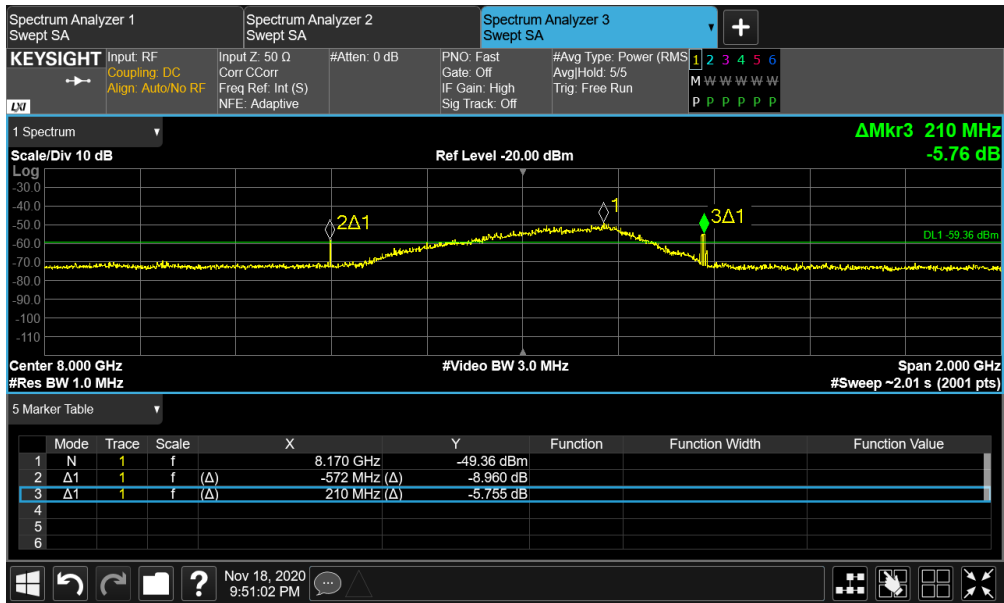 Spectrum Analyzer 1
Swept SA
Spectrum Analyzer 2
Swept SA
Spectrum Analyzer 3
Swept SA
KEYSIGHT
LXI
Input: RF
Coupling: DC
Align: Auto/No RF
Input Z: 50 Ω
Corr CCorr
Freq Ref: Int (S)
NFE: Adaptive
#Atten: 0 dB
PNO: Fast
Gate: Off
IF Gain: High
Sig Track: Off
#Avg Type: Power (RMS
Avg|Hold: 5/5
Trig: Free Run
1 2 3 4 5 6
M W W W W W
P P P P P P
1 Spectrum
ΔMkr3 210 MHz
-5.76 dB
Scale/Div 10 dB
Ref Level -20.00 dBm
Log
-30.0
-40.0
-50.0
-60.0
-70.0
-80.0
-90.0
-100
-110
2Δ1
1
3Δ1
DL1 -59.36 dBm
Center 8.000 GHz
#Video BW 3.0 MHz
Span 2.000 GHz
#Res BW 1.0 MHz
#Sweep ~2.01 s (2001 pts)
5 Marker Table
Mode Trace Scale X Y Function Function Width Function Value
1 N 1 f 8.170 GHz -49.36 dBm
2 Δ1 1 f (Δ) -572 MHz (Δ) -8.960 dB
3 Δ1 1 f (Δ) 210 MHz (Δ) -5.755 dB
4
5
6
?
Nov 18, 2020
9:51:02 PM